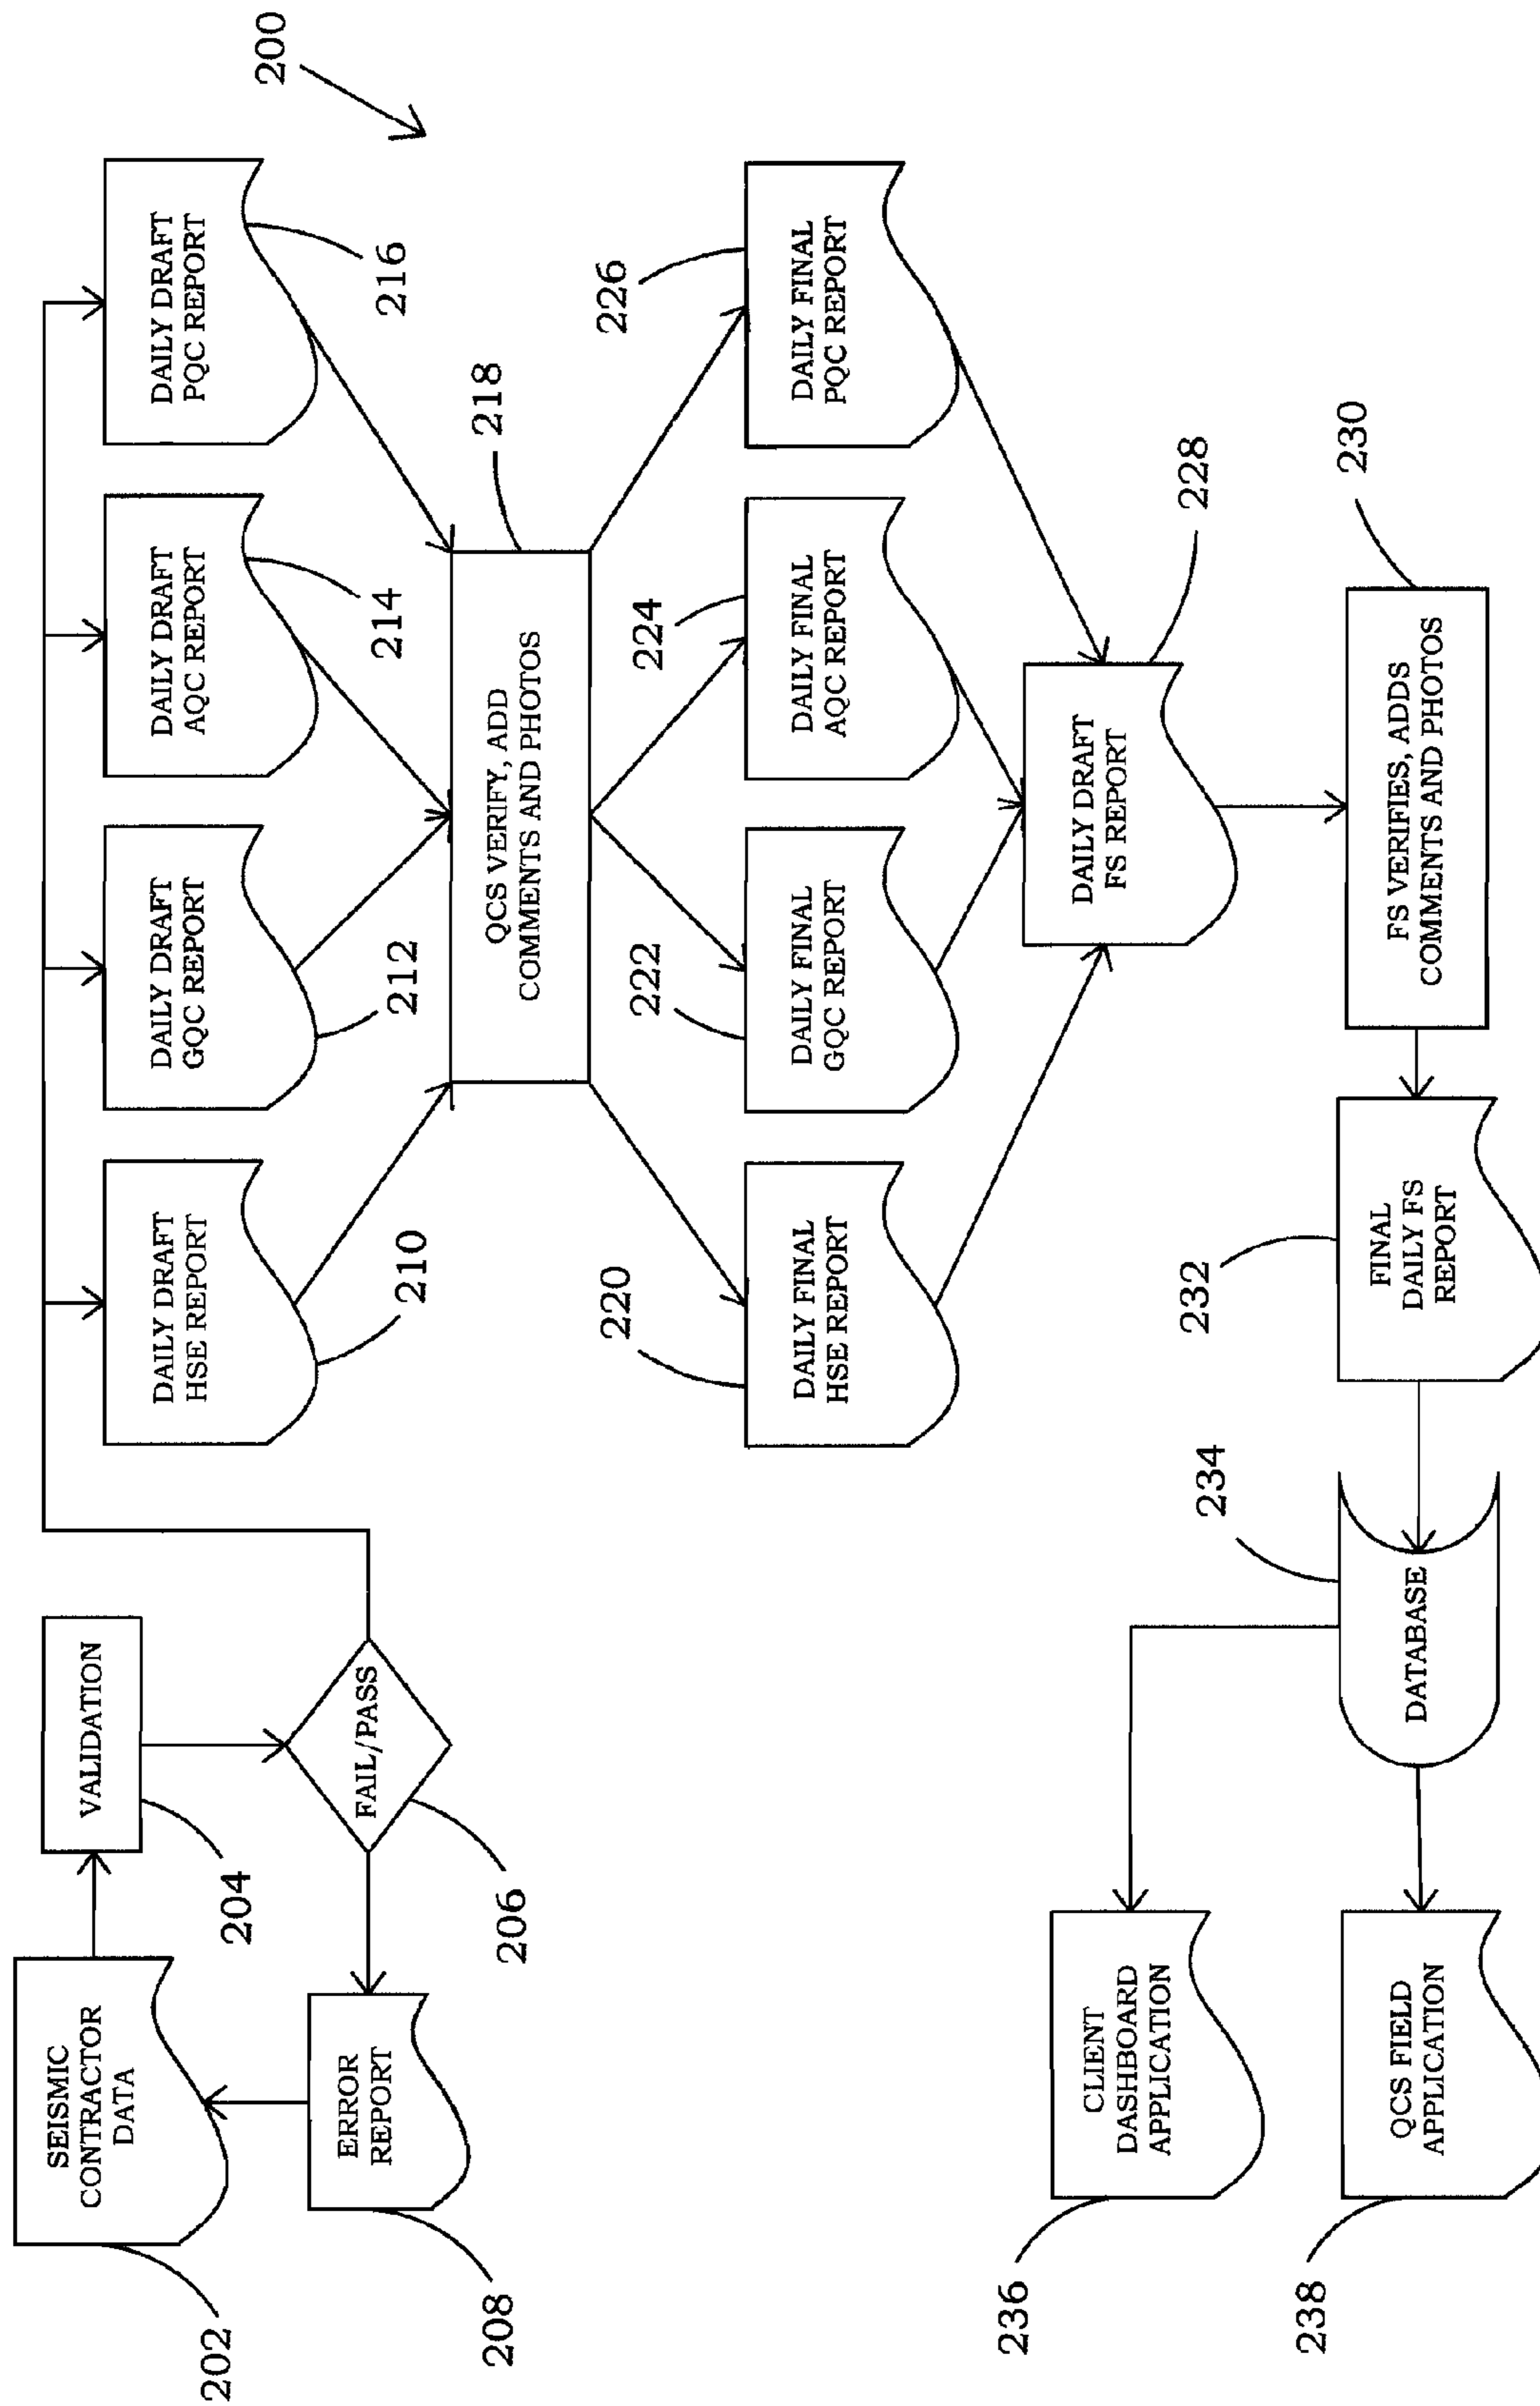 200
SEISMIC
CONTRACTOR
DATA
202
VALIDATION
204
FAIL/PASS
206
ERROR
REPORT
208
DAILY DRAFT
HSE REPORT
210
DAILY DRAFT
GQC REPORT
212
DAILY DRAFT
AQC REPORT
214
DAILY DRAFT
PQC REPORT
216
QCS VERIFY, ADD
COMMENTS AND PHOTOS
218
DAILY FINAL
HSE REPORT
220
DAILY FINAL
GQC REPORT
222
DAILY FINAL
AQC REPORT
224
DAILY FINAL
PQC REPORT
226
DAILY DRAFT
FS REPORT
228
FS VERIFIES, ADDS
COMMENTS AND PHOTOS
230
FINAL
DAILY FS
REPORT
232
DATABASE
234
CLIENT
DASHBOARD
APPLICATION
236
QCS FIELD
APPLICATION
238